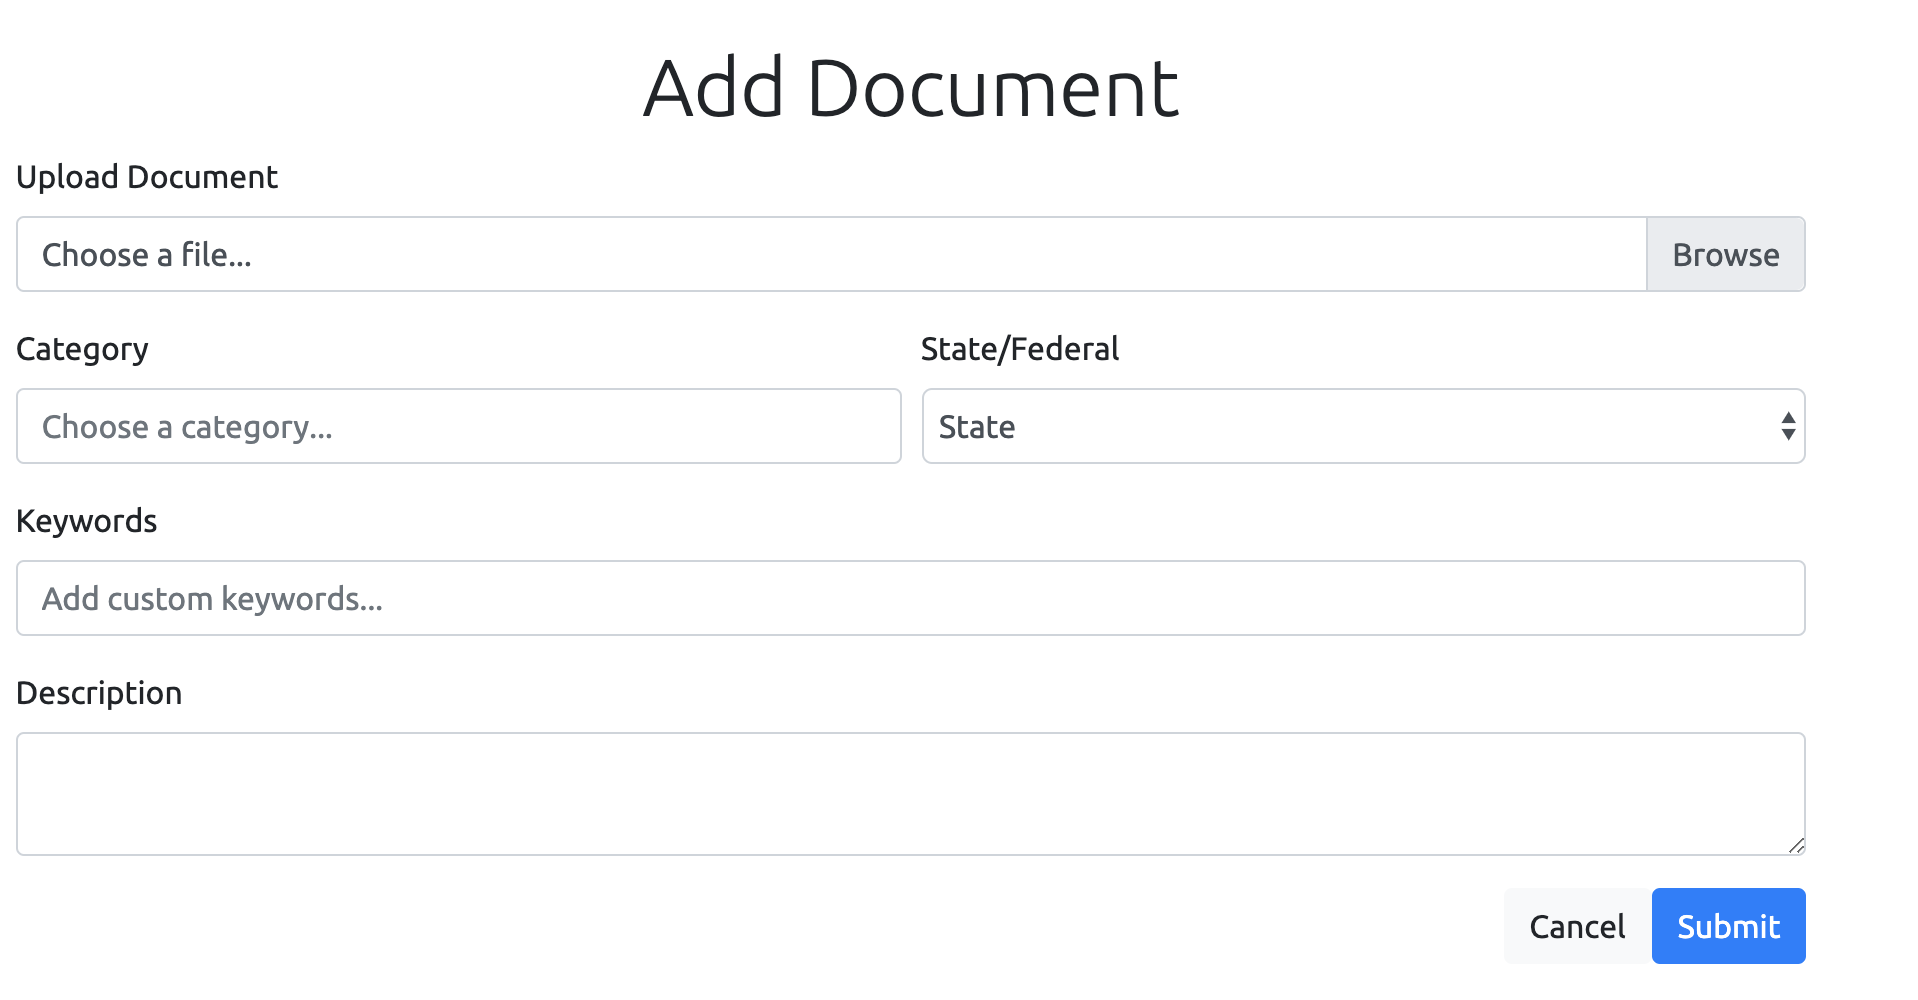 Add Document
Upload Document
Choose a file...
Browse
Category
State/Federal
Choose a category...
State
Keywords
Add custom keywords...
Description
Cancel
Submit